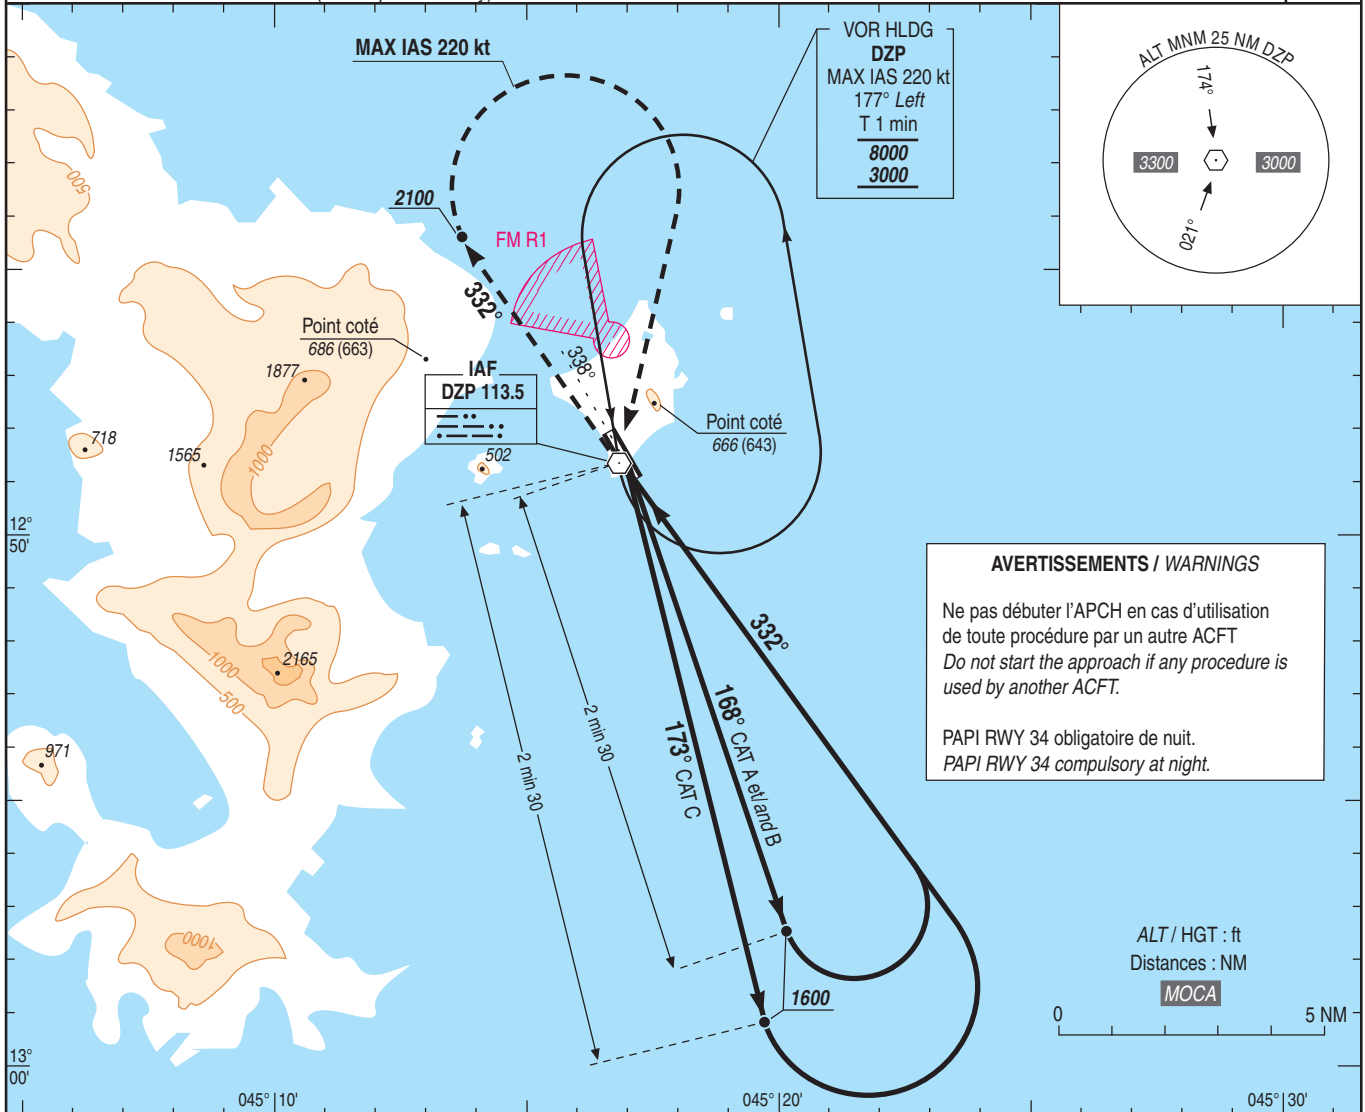 MAX IAS 220 kt
VOR HLDG
DZP
MAX IAS 220 kt
177° Left
T 1 min
8000
3000
ALT MNM 25 NM DZP
174°
3300
3000
021°
500
2100
FM R1
332°
Point coté
686 (663)
338°
1877
IAF
DZP 113.5
Point coté
666 (643)
718
1565
1000
502
12°
50'
AVERTISSEMENTS / WARNINGS
Ne pas débuter l'APCH en cas d'utilisation
de toute procédure par un autre ACFT
Do not start the approach if any procedure is
used by another ACFT.
PAPI RWY 34 obligatoire de nuit.
PAPI RWY 34 compulsory at night.
332°
1000
2165
500
168° CAT A et/and B
173° CAT C
2 min 30
2 min 30
971
1000
1600
ALT / HGT : ft
Distances : NM
MOCA
0
5 NM
13°
00'
045° 10'
045° 20'
045° 30'